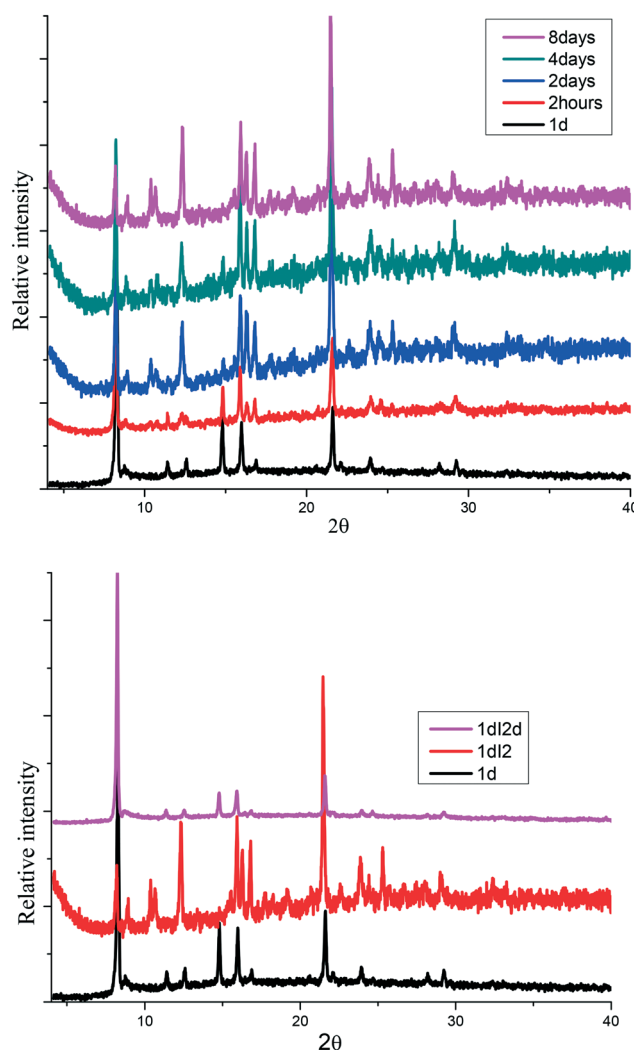 8days
4days
2days
2hours
1d
Relative intensity
10
20
30
40
2θ
1dI2d
1dI2
1d
Relative intensity
10
20
30
40
2θ